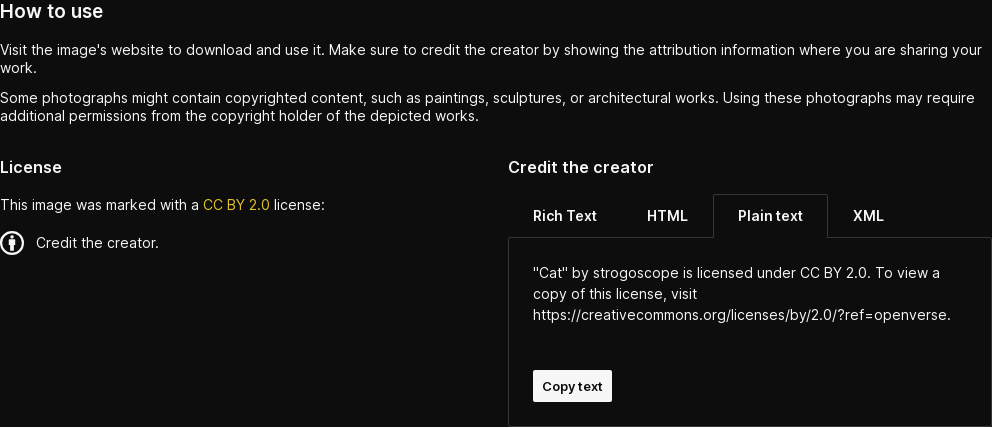 How to use
Visit the image's website to download and use it. Make sure to credit the creator by showing the attribution information where you are sharing your
work.
Some photographs might contain copyrighted content, such as paintings, sculptures, or architectural works. Using these photographs may require
additional permissions from the copyright holder of the depicted works.
License
This image was marked with a CC BY 2.0 license:
Credit the creator.
Credit the creator
Rich Text HTML Plain text XML
"Cat" by strogoscope is licensed under CC BY 2.0. To view a
copy of this license, visit
https://creativecommons.org/licenses/by/2.0/?ref=openverse.
Copy text